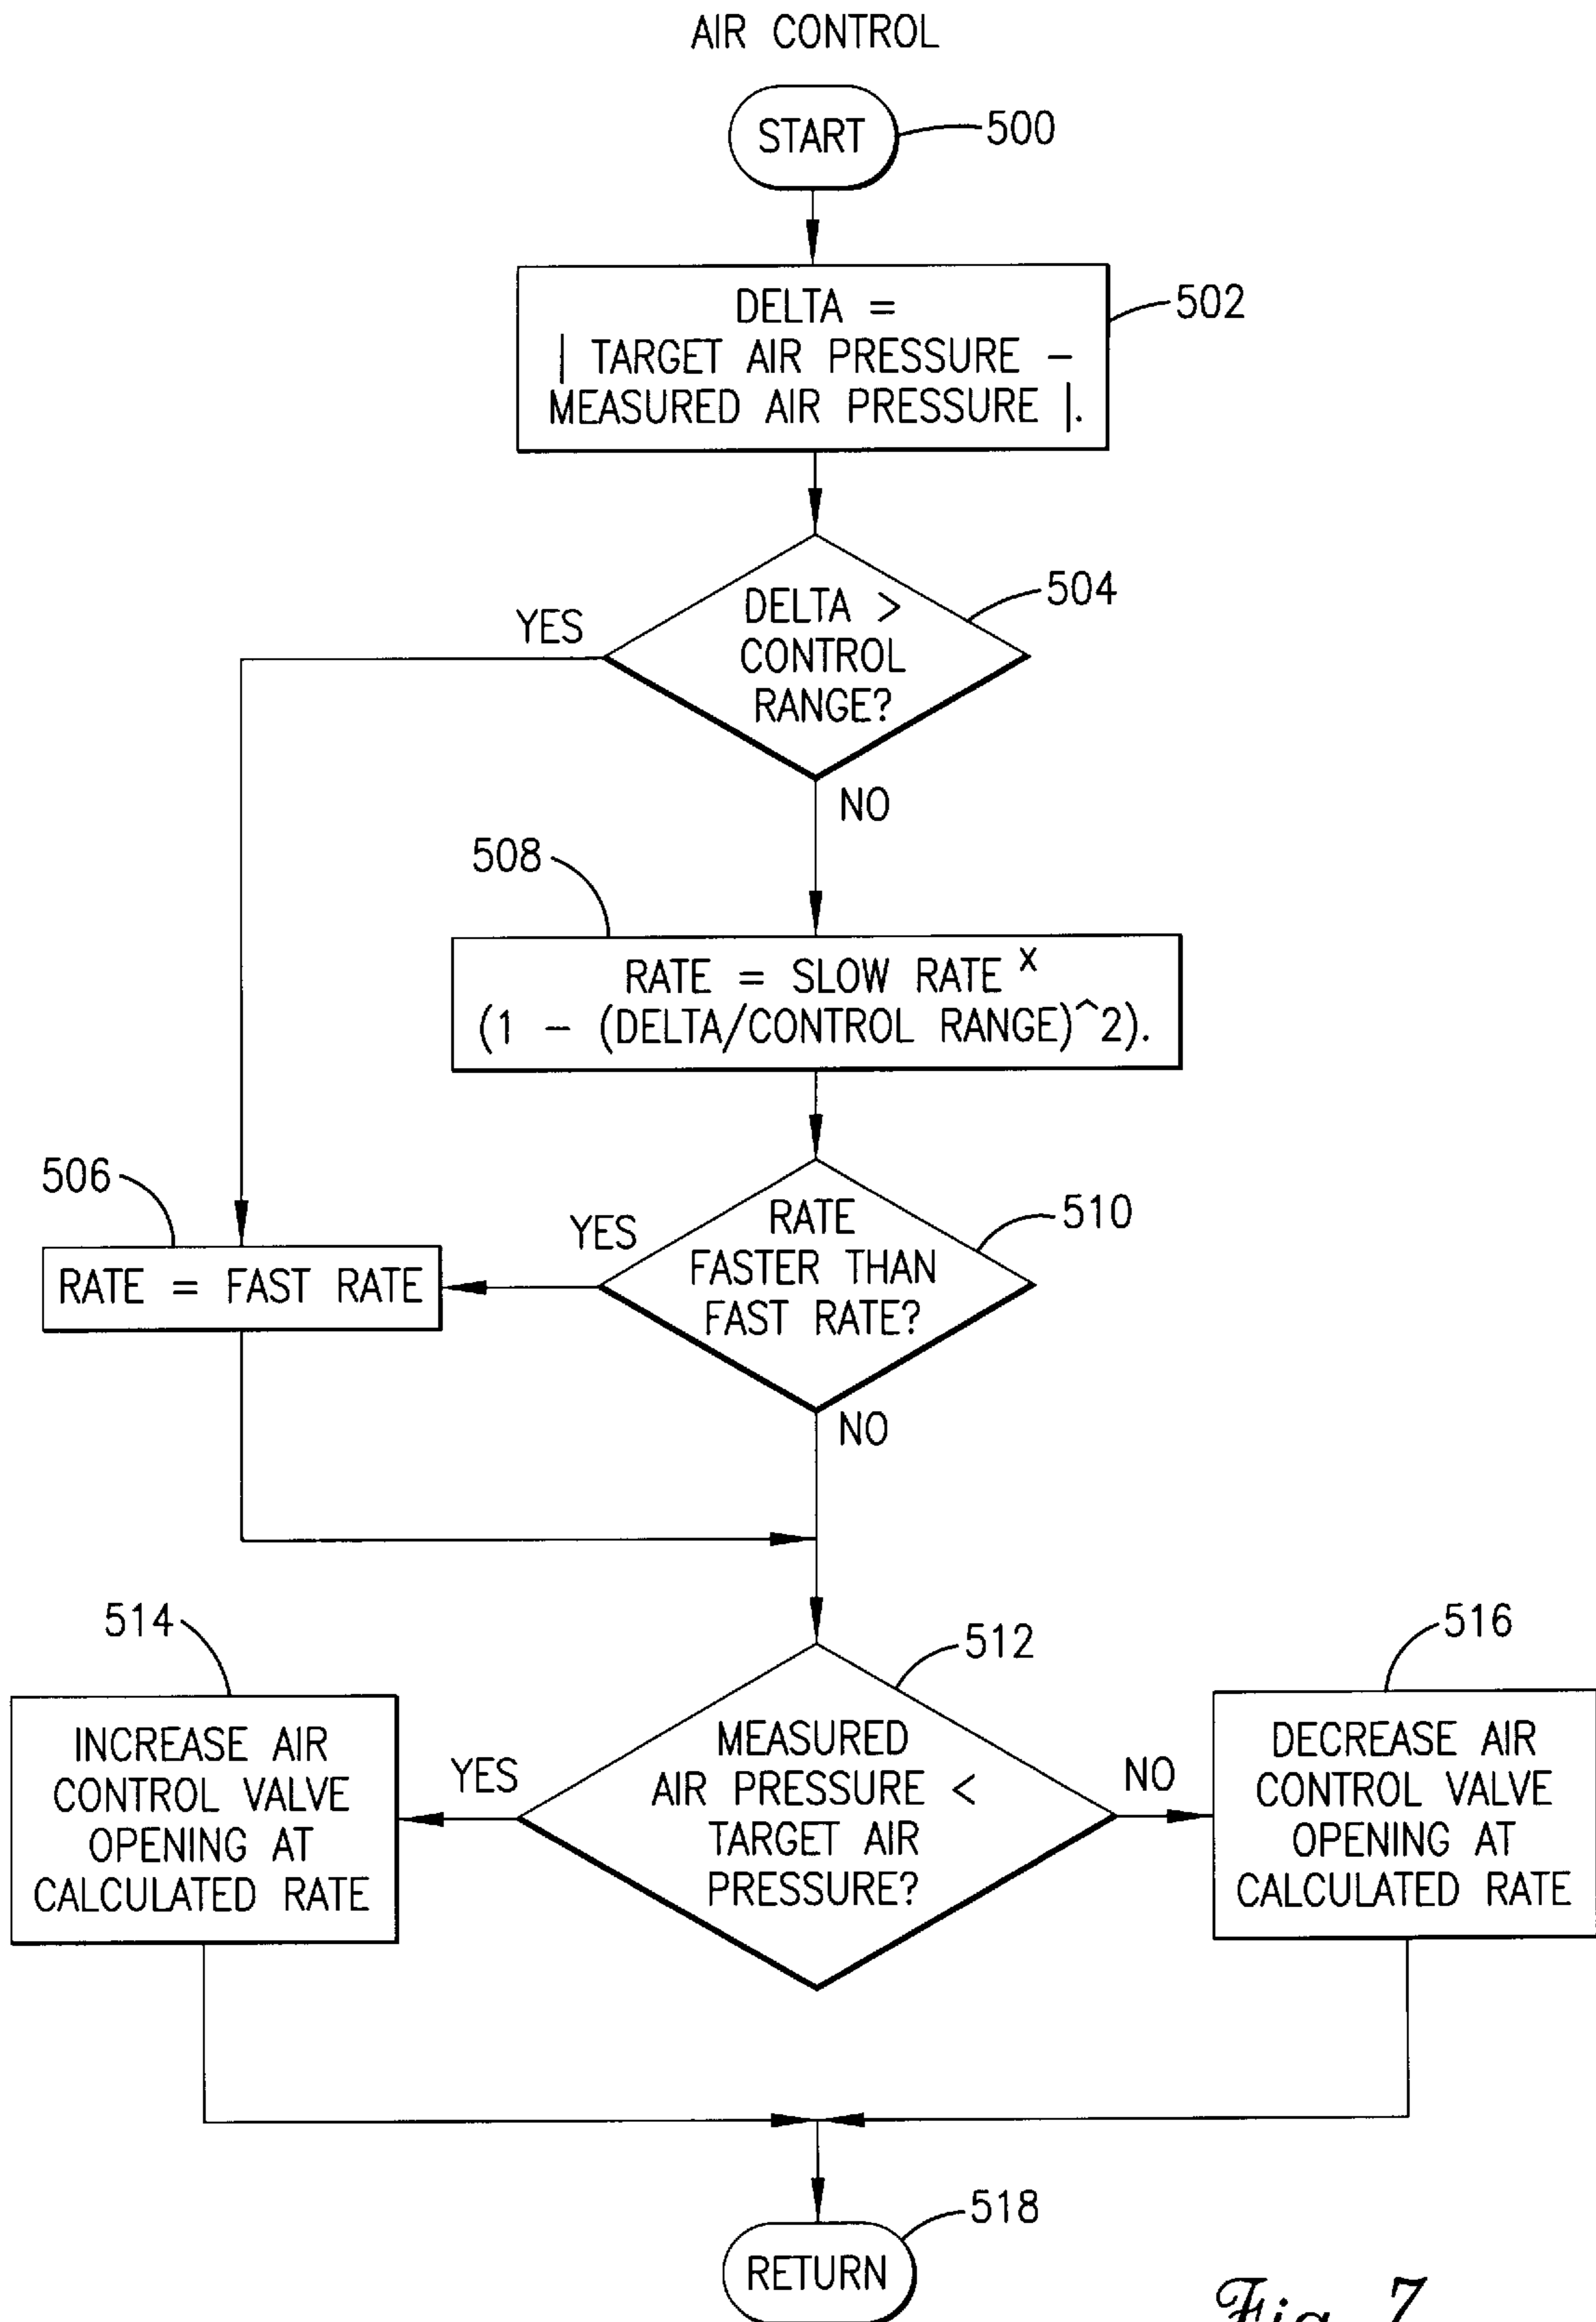 AIR CONTROL
START
500
DELTA =
| TARGET AIR PRESSURE –
MEASURED AIR PRESSURE |.
502
DELTA >
CONTROL
RANGE?
504
YES
NO
508
RATE = SLOW RATE x
(1 – (DELTA/CONTROL RANGE)^2).
506
RATE = FAST RATE
YES
RATE
FASTER THAN
FAST RATE?
510
NO
514
INCREASE AIR
CONTROL VALVE
OPENING AT
CALCULATED RATE
YES
MEASURED
AIR PRESSURE <
TARGET AIR
PRESSURE?
512
NO
516
DECREASE AIR
CONTROL VALVE
OPENING AT
CALCULATED RATE
RETURN
518
Fig. 7